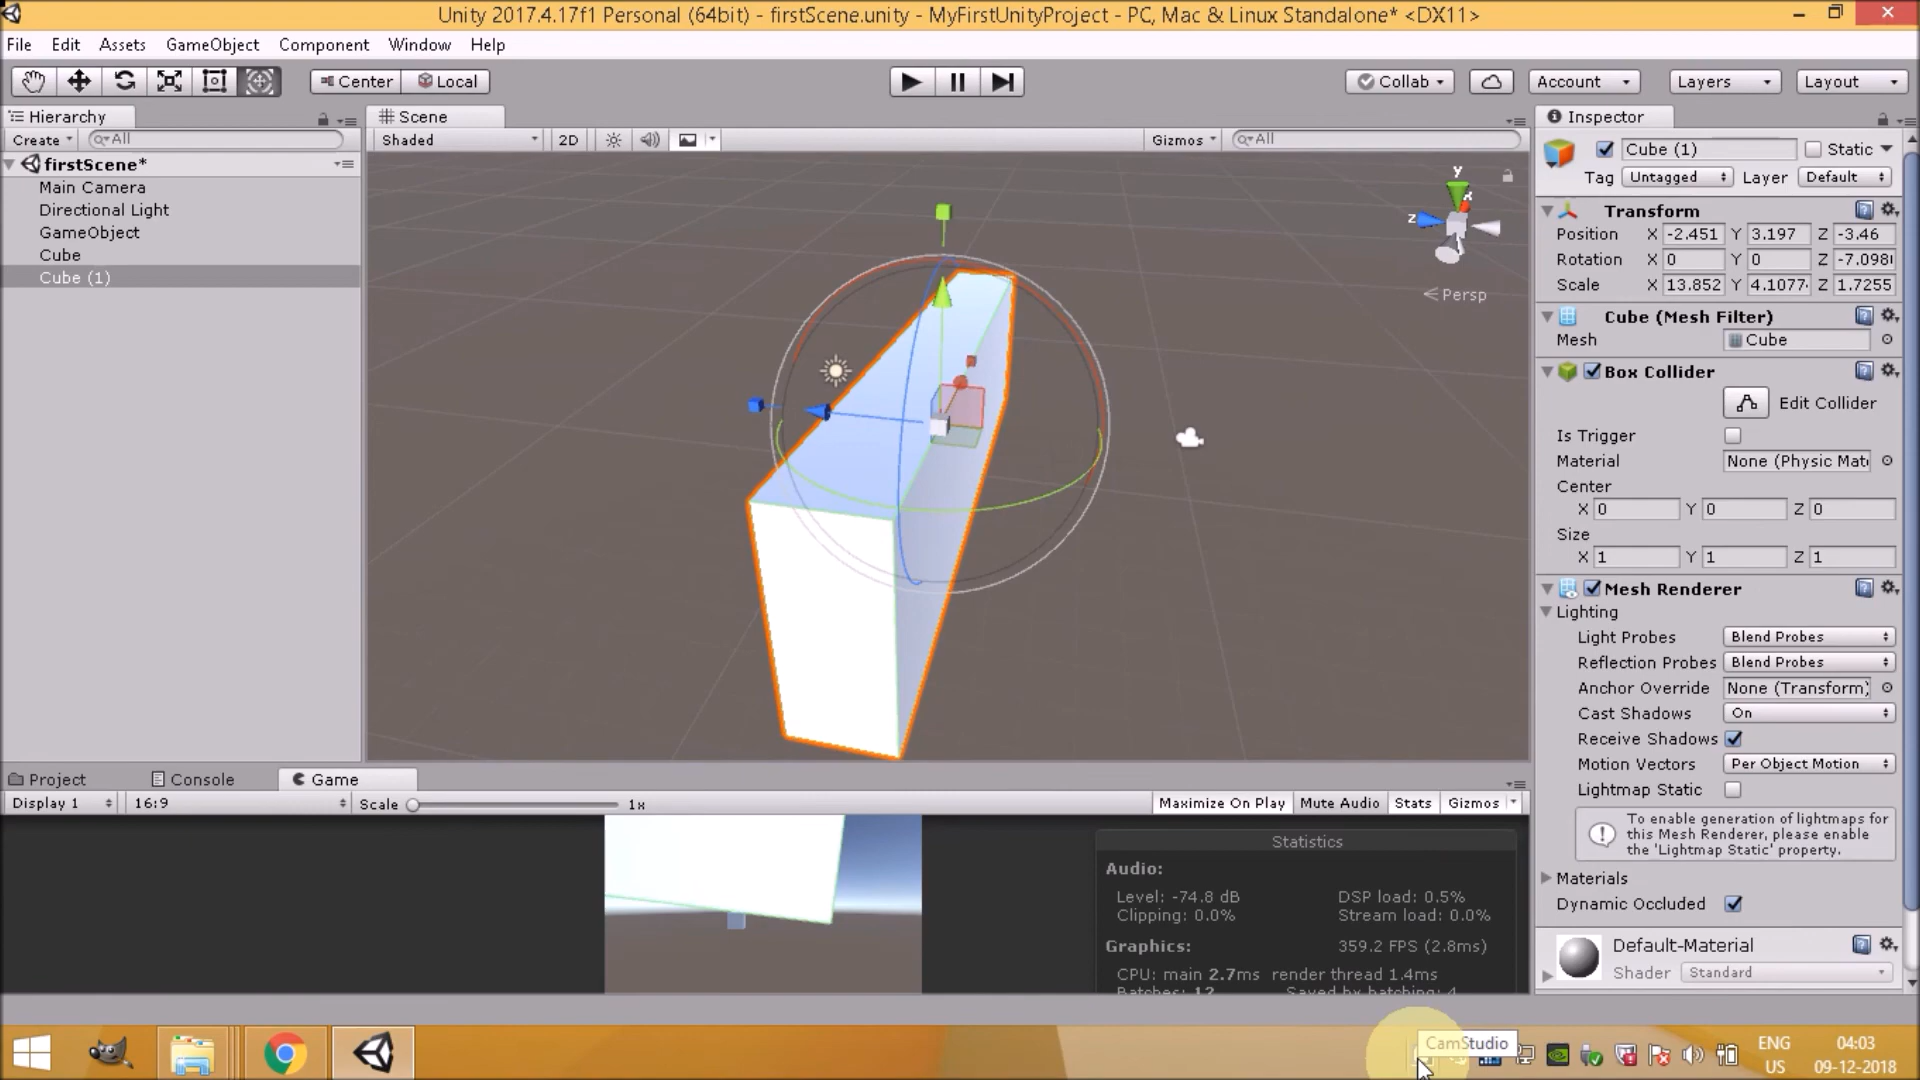 Unity 2017.4.17f1 Personal (64bit) - firstScene.unity - MyFirstUnityProject - PC, Mac & Linux Standalone* <DX11>
File Edit Assets GameObject Component Window Help
Center Local Collab Account Layers Layout
Hierarchy
Create All
firstScene*
Main Camera
Directional Light
GameObject
Cube
Cube (1)
Scene
Shaded 2D Gizmos All
y
x
z
Persp
Inspector
Cube (1) Static
Tag Untagged Layer Default
Transform
Position X -2.451 Y 3.197 Z -3.46
Rotation X 0 Y 0 Z
Scale X 13.852 Y 4.1077 Z 1.7255
Cube (Mesh Filter)
Mesh Cube
Box Collider
Edit Collider
Is Trigger
Material None (Physic Mat
Center
X 0 Y 0 Z 0
Size
X 1 Y 1 Z 1
Mesh Renderer
Lighting
Light Probes Blend Probes
Reflection Probes Blend Probes
Anchor Override None (Transform)
Cast Shadows On
Receive Shadows
Motion Vectors Per Object Motion
Lightmap Static
To enable generation of lightmaps for
this Mesh Renderer, please enable
the 'Lightmap Static' property.
Materials
Dynamic Occluded
Default-Material
Shader Standard
Project Console Game
Display 1 16:9 Scale 1x Maximize On Play Mute Audio Stats Gizmos
Statistics
Audio:
Level: -74.8 dB DSP load: 0.5%
Clipping: 0.0% Stream load: 0.0%
Graphics: 359.2 FPS (2.8ms)
CPU: main 2.7ms render thread 1.4ms
Batches: 12 Saved by batching: 4
CamStudio
ENG
US
04:03
09-12-2018